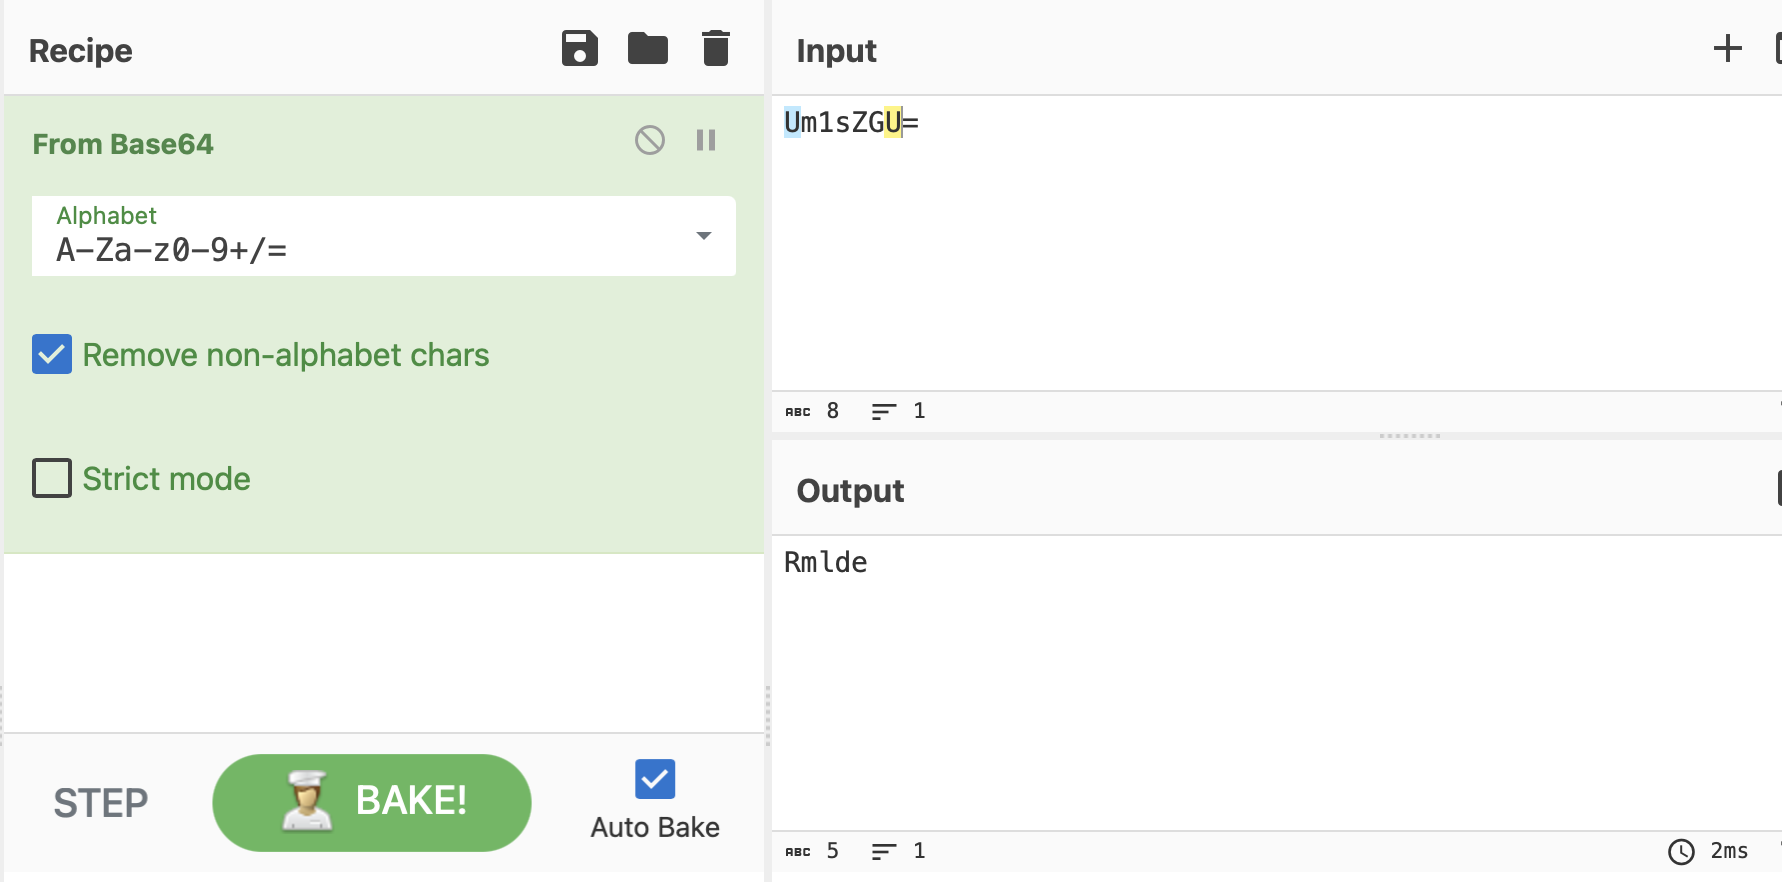 Recipe
From Base64
Alphabet
A-Za-z0-9+/=
Remove non-alphabet chars
Strict mode
STEP
BAKE!
Auto Bake
Input
Um1sZGU=
ABC 8 1
Output
Rmlde
ABC 5 1 2ms